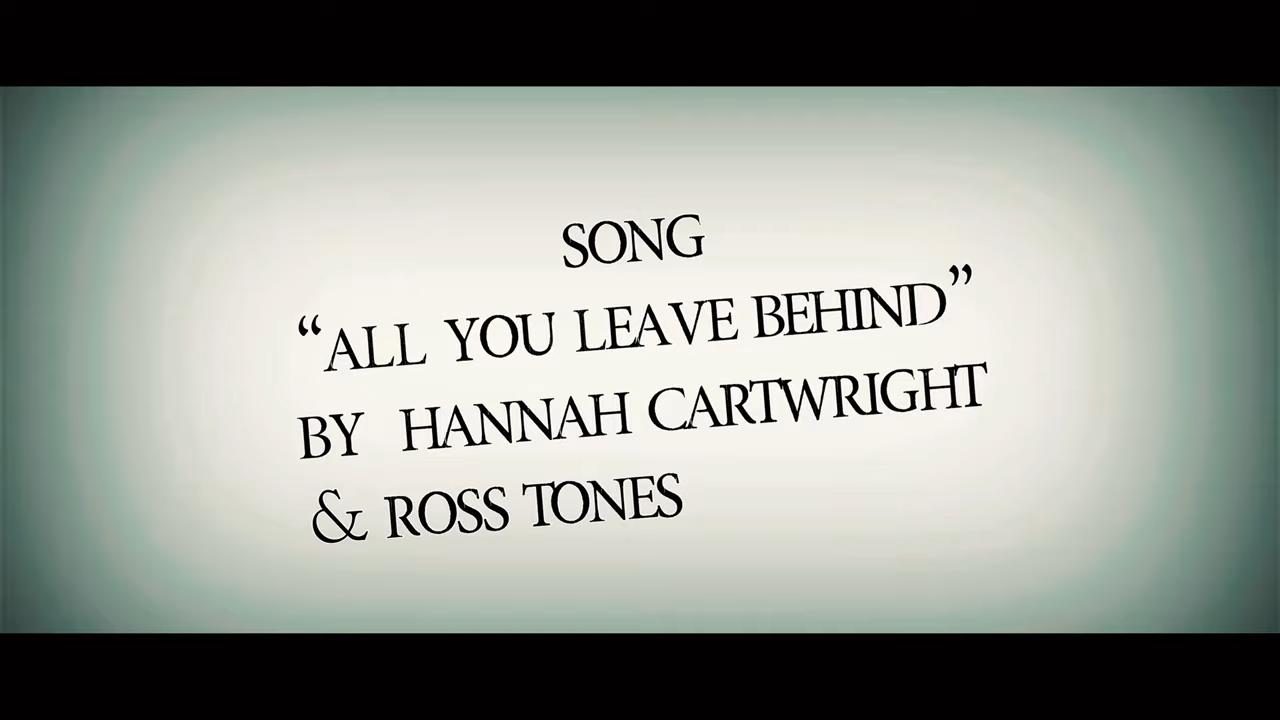 SONG
“ALL YOU LEAVE BEHIND”
BY HANNAH CARTWRIGHT
& ROSS TONES